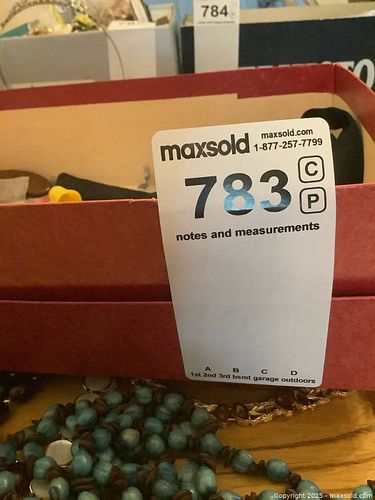 784
maxsold
maxsold.com
1-877-257-7799
783
C
P
notes and measurements
A B C D
1st 2nd 3rd bsmt garage outdoors
Copyright 2025 - maxsold.com